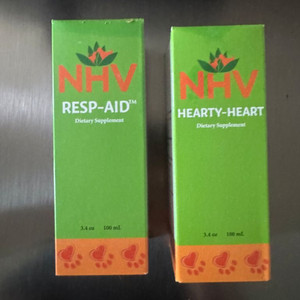 NHV
RESP-AID™
Dietary Supplement
3.4 oz 100 mL
NHV
HEARTY-HEART
Dietary Supplement
3.4 oz 100 mL